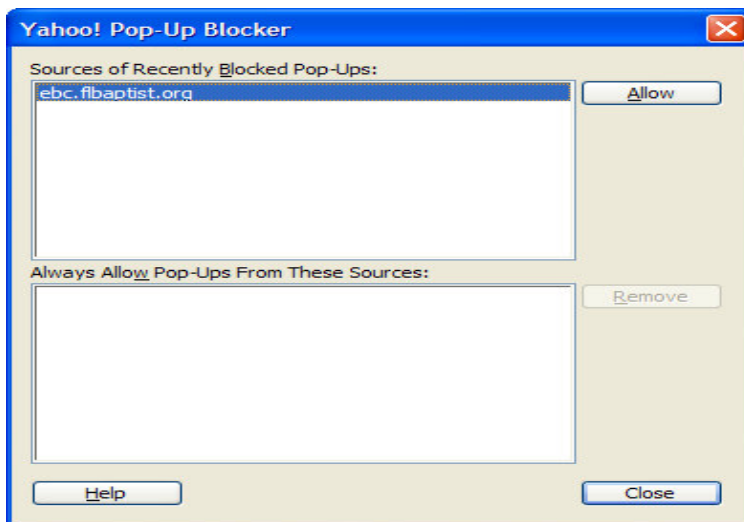 Yahoo! Pop-Up Blocker
Sources of Recently Blocked Pop-Ups:
ebc.flbaptist.org
Allow
Always Allow Pop-Ups From These Sources:
Remove
Help
Close